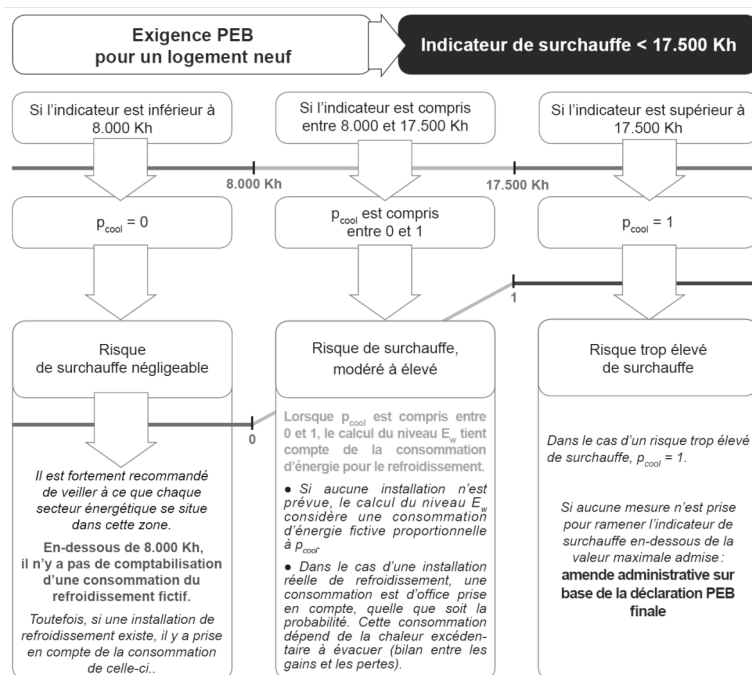 Exigence PEB
pour un logement neuf
Indicateur de surchauffe < 17.500 Kh
Si l'indicateur est inférieur à
8.000 Kh
Si l'indicateur est compris
entre 8.000 et 17.500 Kh
Si l'indicateur est supérieur à
17.500 Kh
8.000 Kh
17.500 Kh
p_cool = 0
p_cool est compris
entre 0 et 1
p_cool = 1
1
Risque
de surchauffe négligeable
Risque de surchauffe,
modéré à élevé
Risque trop élevé
de surchauffe
0
Il est fortement recommandé
de veiller à ce que chaque
secteur énergétique se situe
dans cette zone.
En-dessous de 8.000 Kh,
il n'y a pas de comptabilisation
d'une consommation du
refroidissement fictif.
Toutefois, si une installation de
refroidissement existe, il y a prise
en compte de la consommation
de celle-ci..
Lorsque p_cool est compris entre
0 et 1, le calcul du niveau E_w tient
compte de la consommation
d'énergie pour le refroidissement.
● Si aucune installation n'est
prévue, le calcul du niveau E_w
considère une consommation
d'énergie fictive proportionnelle
à p_cool.
● Dans le cas d'une installation
réelle de refroidissement, une
consommation est d'office prise
en compte, quelle que soit la
probabilité. Cette consommation
dépend de la chaleur excéden-
taire à évacuer (bilan entre les
gains et les pertes).
Dans le cas d'un risque trop élevé
de surchauffe, p_cool = 1.
Si aucune mesure n'est prise
pour ramener l'indicateur de
surchauffe en-dessous de la
valeur maximale admise :
amende administrative sur
base de la déclaration PEB
finale